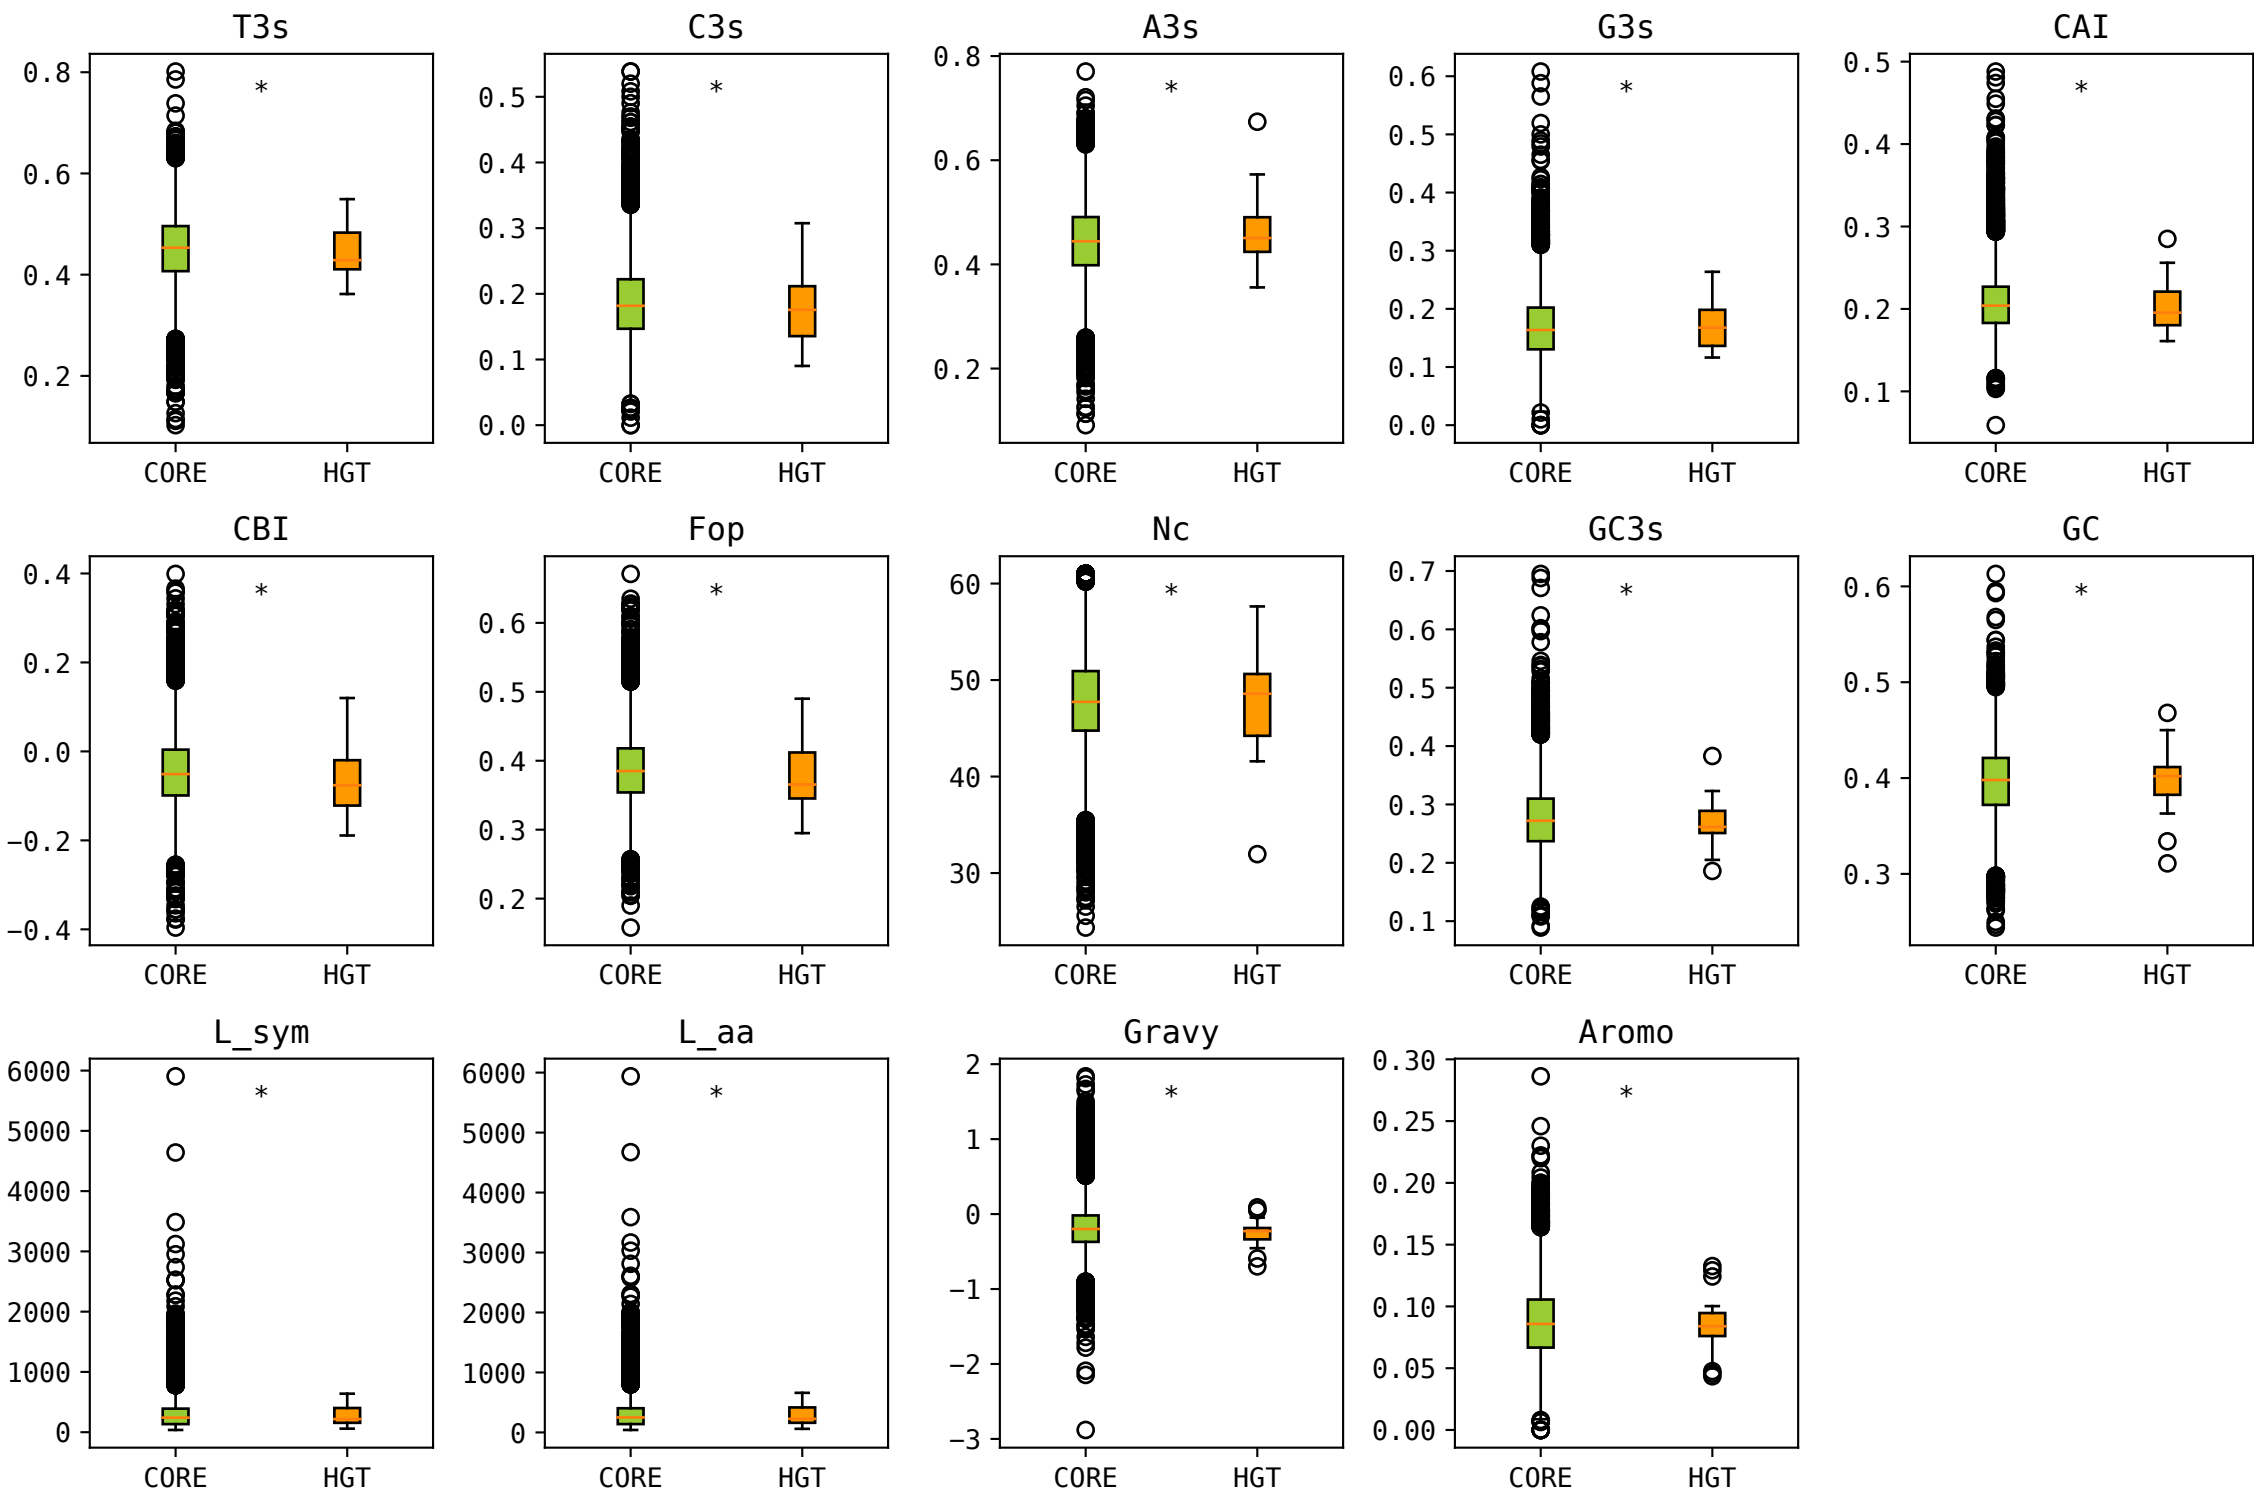 T3s
C3s
A3s
G3s
CAI
0.8
0.6
0.4
0.2
*
CORE
HGT
0.5
0.4
0.3
0.2
0.1
0.0
*
CORE
HGT
0.8
0.6
0.4
0.2
*
CORE
HGT
0.6
0.5
0.4
0.3
0.2
0.1
0.0
*
CORE
HGT
0.5
0.4
0.3
0.2
0.1
*
CORE
HGT
CBI
Fop
Nc
GC3s
GC
0.4
0.2
0.0
−0.2
−0.4
*
CORE
HGT
0.6
0.5
0.4
0.3
0.2
*
CORE
HGT
60
50
40
30
*
CORE
HGT
0.7
0.6
0.5
0.4
0.3
0.2
0.1
*
CORE
HGT
0.6
0.5
0.4
0.3
*
CORE
HGT
L_sym
L_aa
Gravy
Aromo
6000
5000
4000
3000
2000
1000
0
*
CORE
HGT
6000
5000
4000
3000
2000
1000
0
*
CORE
HGT
2
1
0
−1
−2
−3
*
CORE
HGT
0.30
0.25
0.20
0.15
0.10
0.05
0.00
*
CORE
HGT